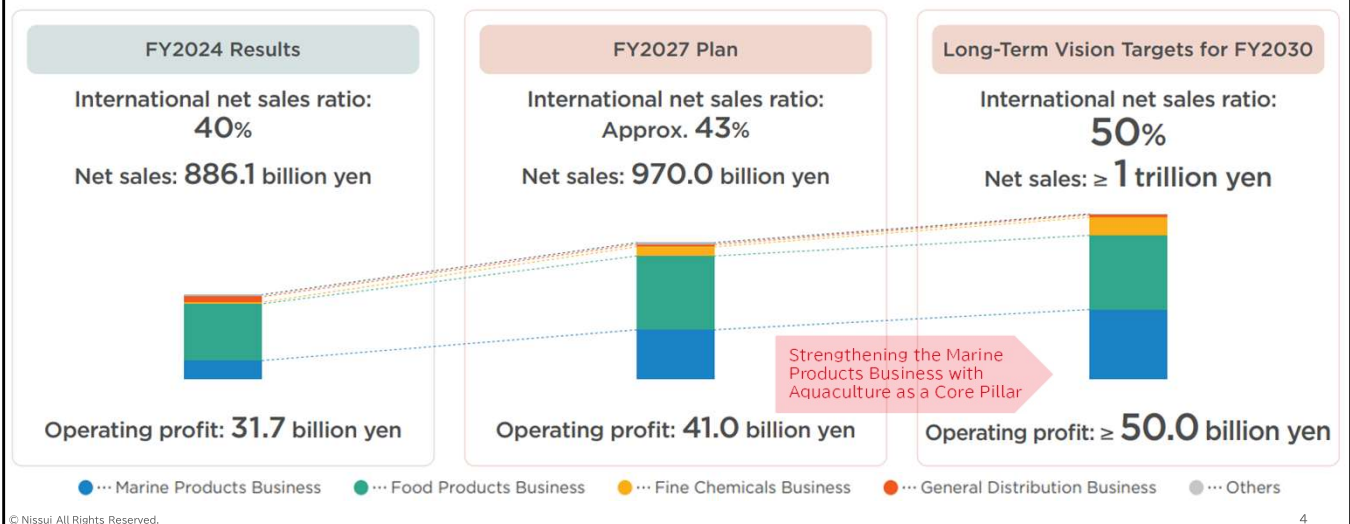 FY2024 Results
International net sales ratio:
40%
Net sales: 886.1 billion yen
Operating profit: 31.7 billion yen
FY2027 Plan
International net sales ratio:
Approx. 43%
Net sales: 970.0 billion yen
Operating profit: 41.0 billion yen
Strengthening the Marine
Products Business with
Aquaculture as a Core Pillar
Long-Term Vision Targets for FY2030
International net sales ratio:
50%
Net sales: ≥ 1 trillion yen
Operating profit: ≥ 50.0 billion yen
··· Marine Products Business
··· Food Products Business
··· Fine Chemicals Business
··· General Distribution Business
··· Others
© Nissui All Rights Reserved.
4